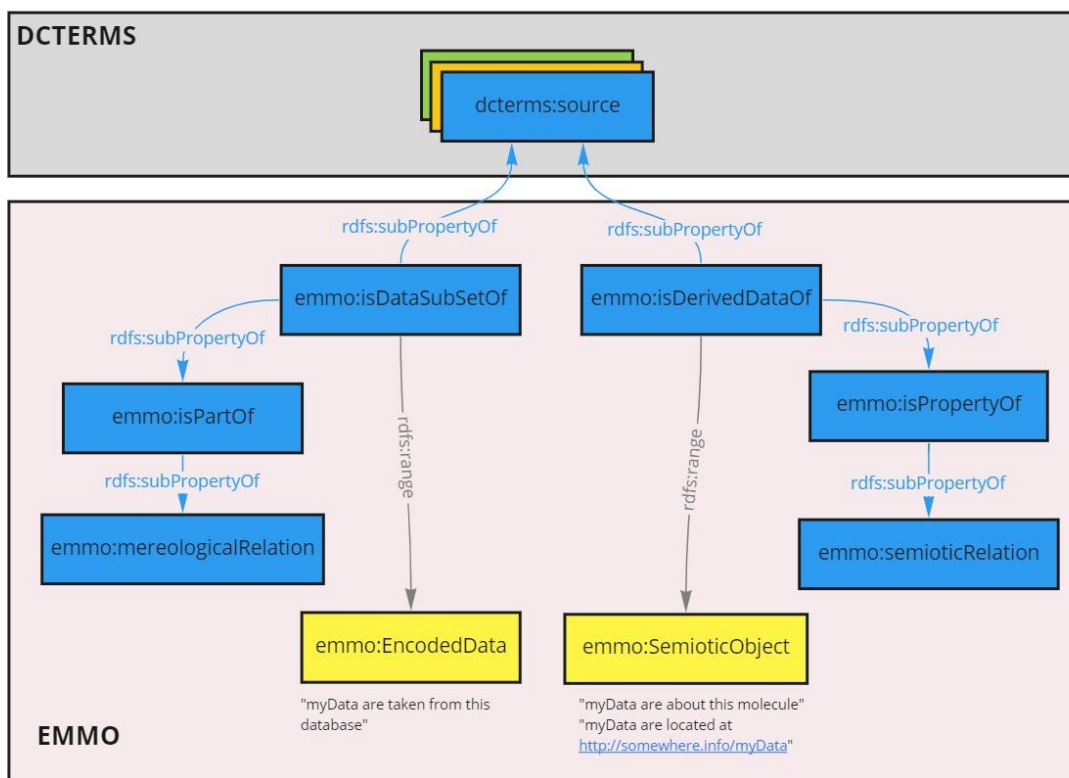 DCTERMS
dcterms:source
rdfs:subPropertyOf
rdfs:subPropertyOf
emmo:isDataSubSetOf
emmo:isDerivedDataOf
rdfs:subPropertyOf
rdfs:subPropertyOf
emmo:isPartOf
emmo:isPropertyOf
rdfs:range
rdfs:range
rdfs:subPropertyOf
rdfs:subPropertyOf
emmo:mereologicalRelation
emmo:semioticRelation
emmo:EncodedData
emmo:SemioticObject
"myData are taken from this
database"
"myData are about this molecule"
"myData are located at
http://somewhere.info/myData"
EMMO